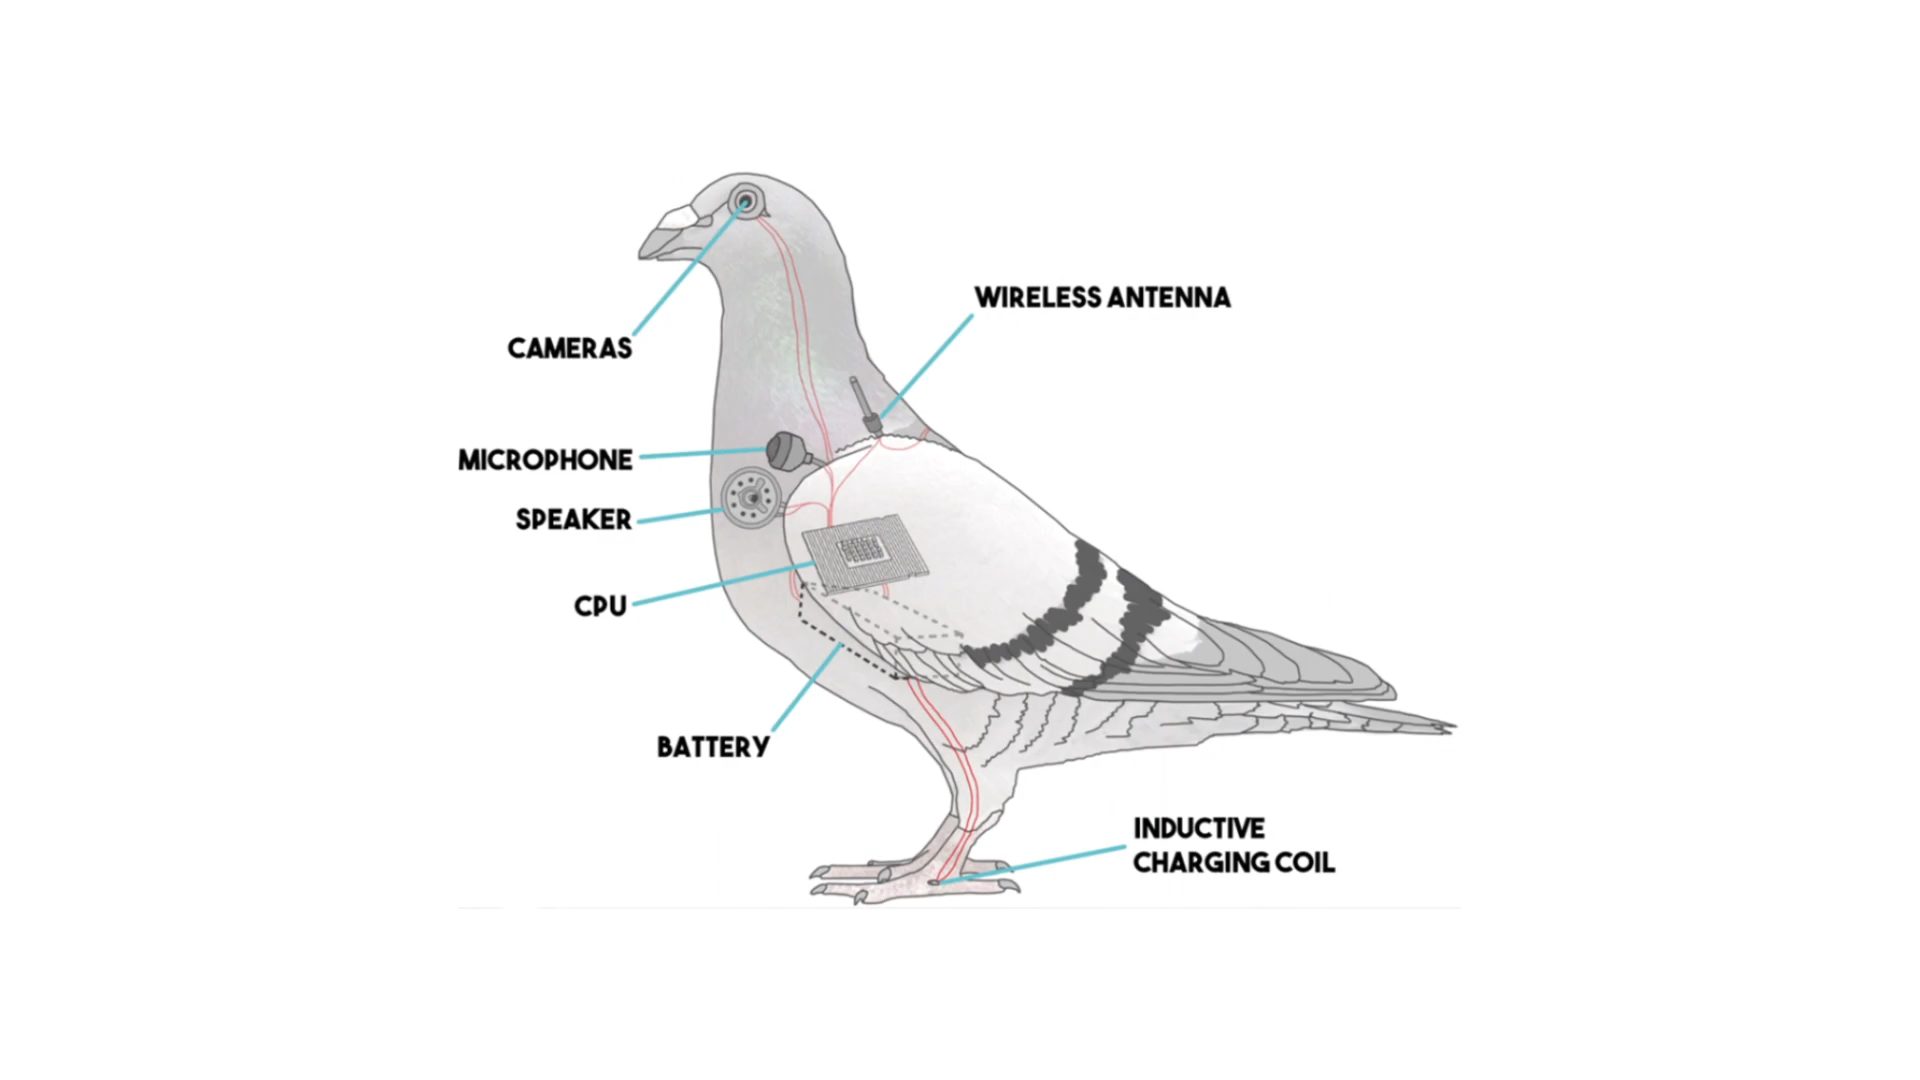 WIRELESS ANTENNA
CAMERAS
MICROPHONE
SPEAKER
CPU
BATTERY
INDUCTIVE
CHARGING COIL